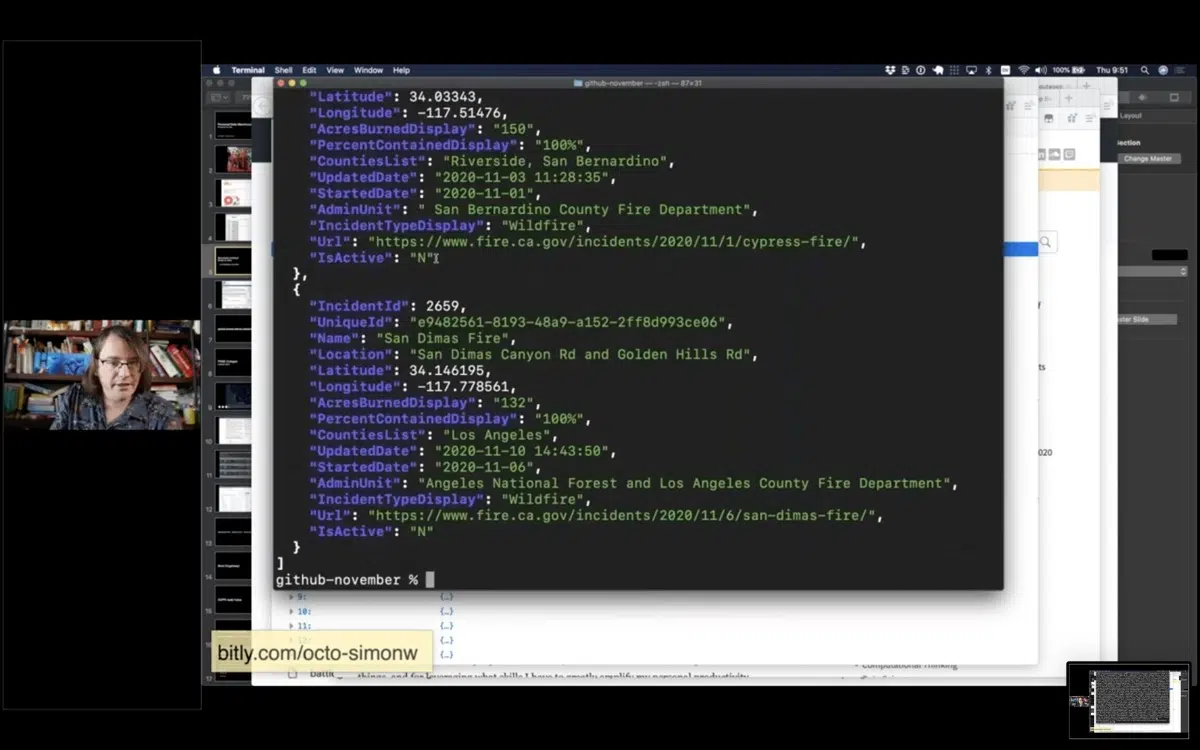 Terminal Shell Edit View Window Help
100% Thu 9:51
github-november — -zsh — 87×31
"Latitude": 34.03343,
"Longitude": -117.51476,
"AcresBurnedDisplay": "150",
"PercentContainedDisplay": "100%",
"CountiesList": "Riverside, San Bernardino",
"UpdatedDate": "2020-11-03 11:28:35",
"StartedDate": "2020-11-01",
"AdminUnit": " San Bernardino County Fire Department",
"IncidentTypeDisplay": "Wildfire",
"Url": "https://www.fire.ca.gov/incidents/2020/11/1/cypress-fire/",
"IsActive": "N"
},
{
"IncidentId": 2659,
"UniqueId": "e9482561-8193-48a9-a152-2ff8d993ce06",
"Name": "San Dimas Fire",
"Location": "San Dimas Canyon Rd and Golden Hills Rd",
"Latitude": 34.146195,
"Longitude": -117.778561,
"AcresBurnedDisplay": "132",
"PercentContainedDisplay": "100%",
"CountiesList": "Los Angeles",
"UpdatedDate": "2020-11-10 14:43:50",
"StartedDate": "2020-11-06",
"AdminUnit": "Angeles National Forest and Los Angeles County Fire Department",
"IncidentTypeDisplay": "Wildfire",
"Url": "https://www.fire.ca.gov/incidents/2020/11/6/san-dimas-fire/",
"IsActive": "N"
}
]
github-november %
Layout
Change Master
ts
020
9: {…}
10: {…}
11: {…}
{…}
{…}
bitly.com/octo-simonw
Computational Thinking
things, and for leveraging what skills I have to greatly amplify my personal productivity.